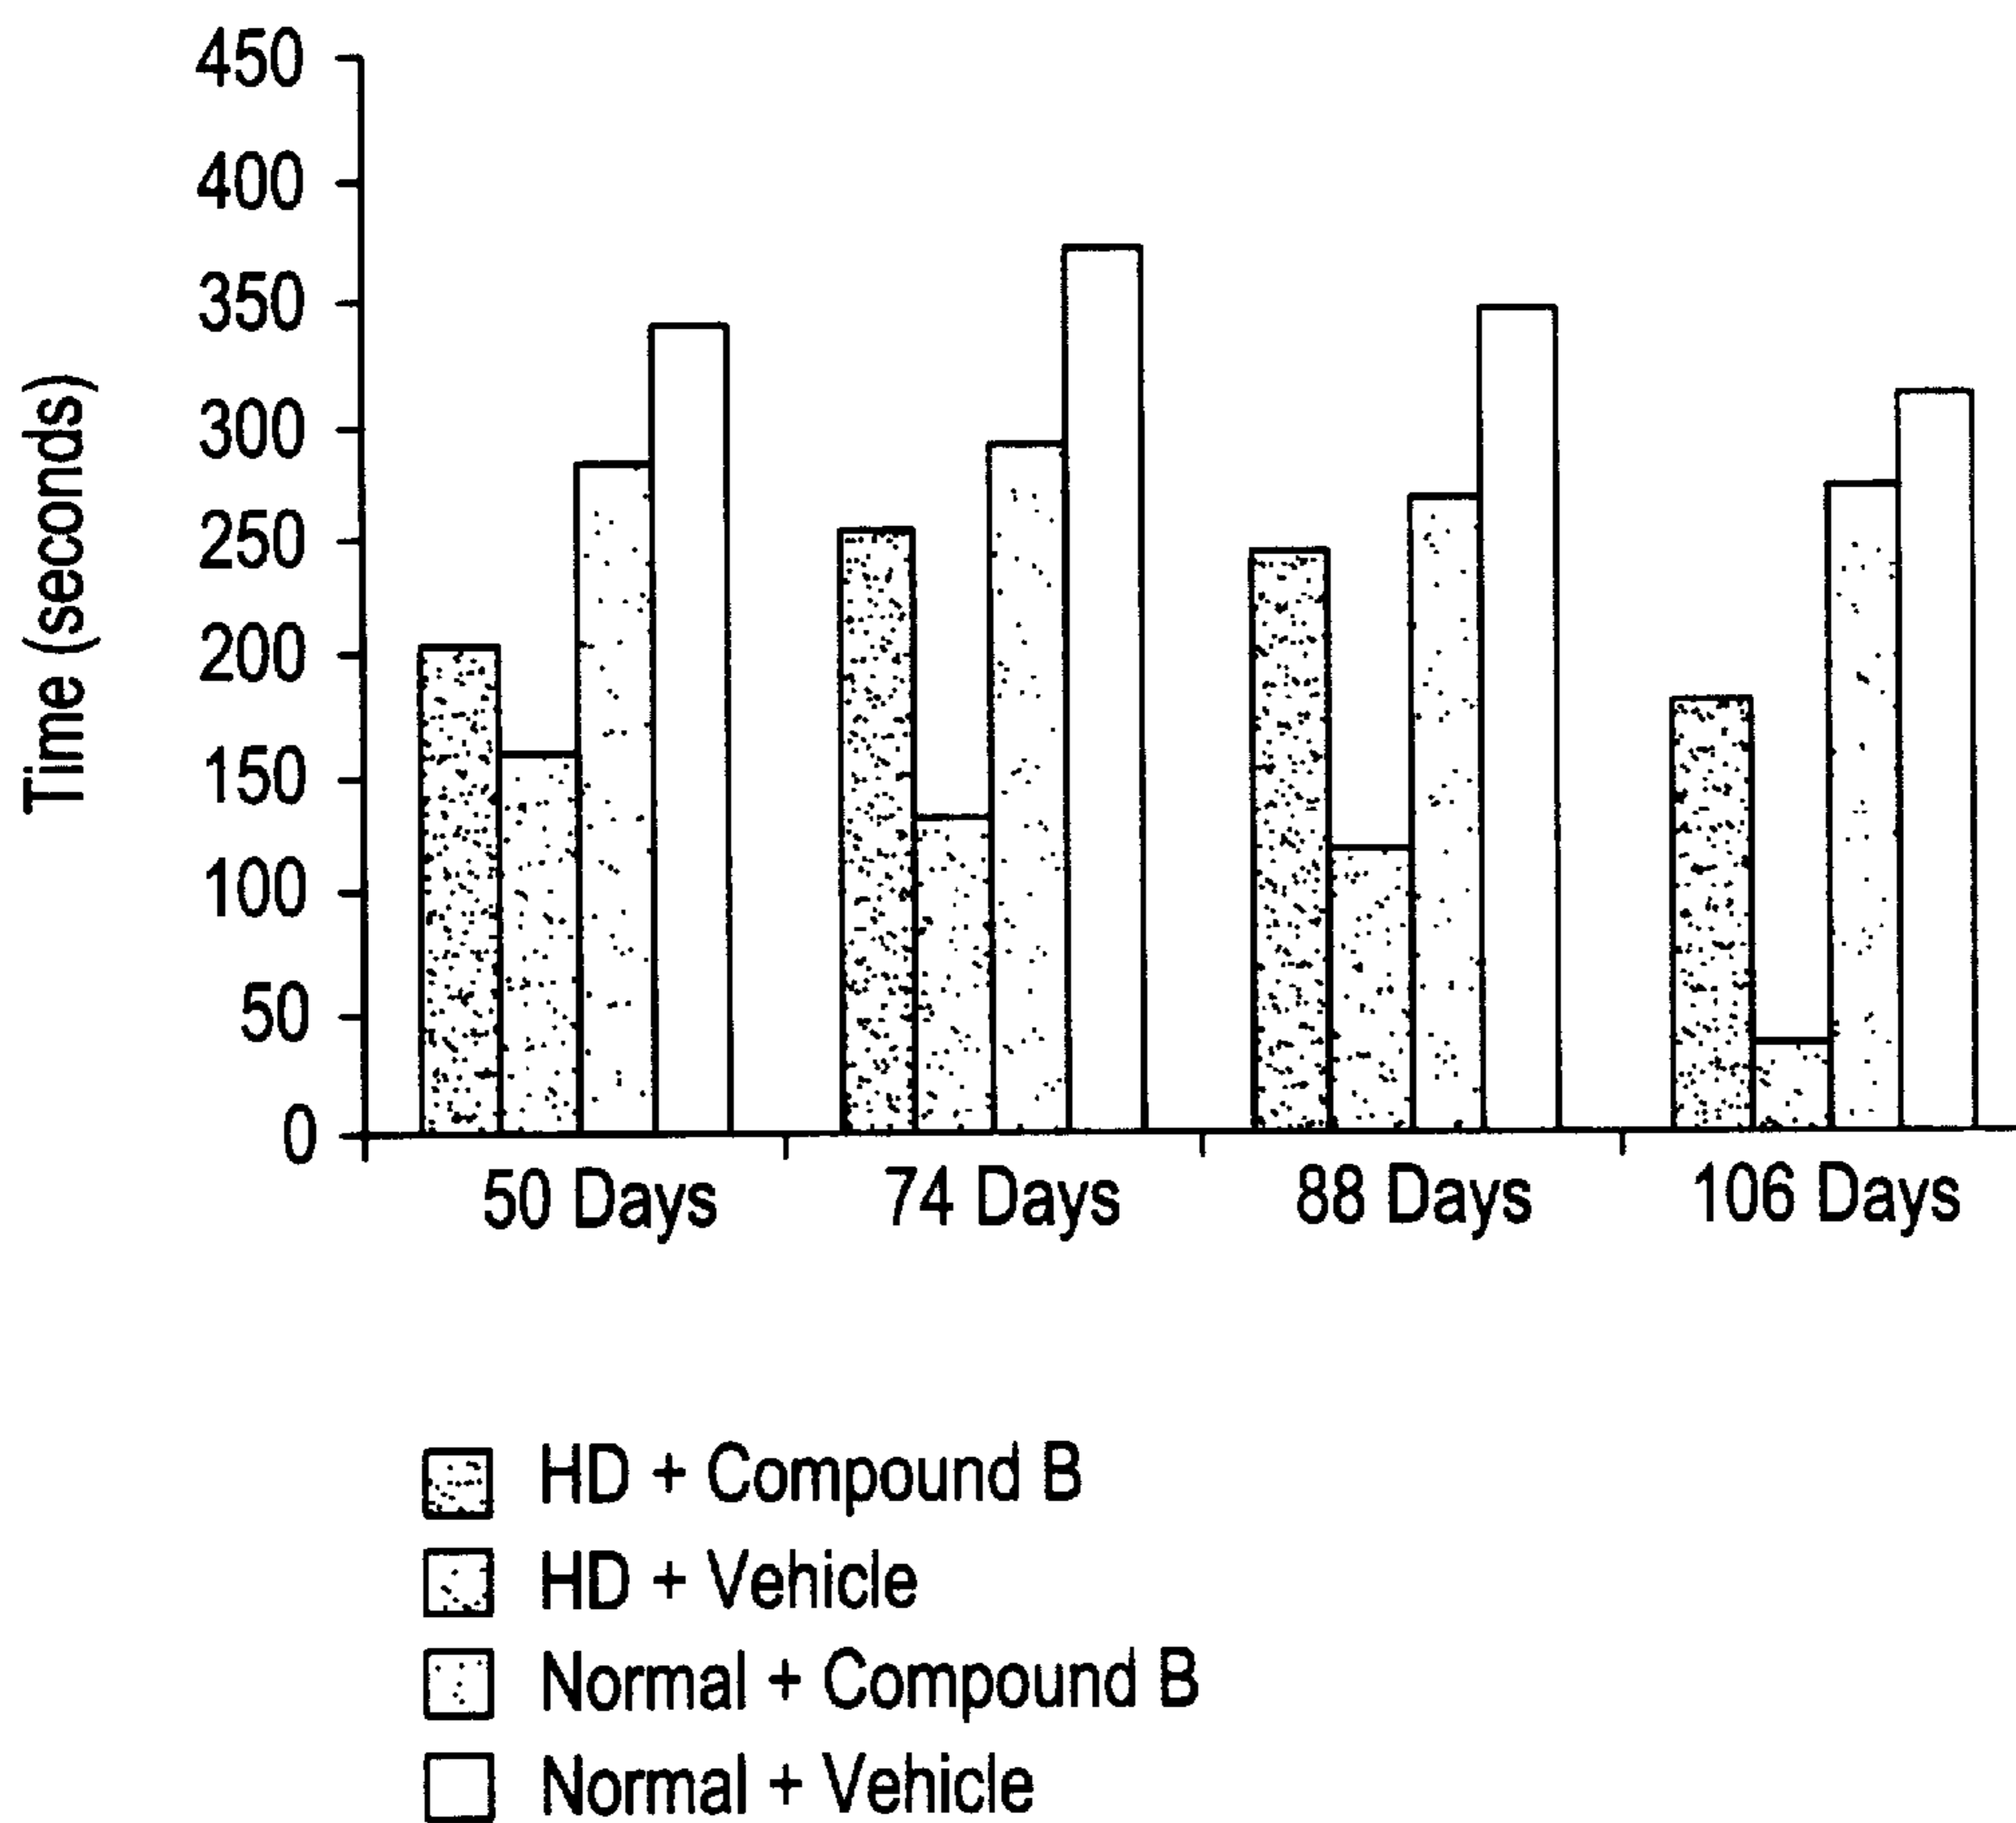 450
400
350
300
250
200
150
100
50
0
Time (seconds)
50 Days
74 Days
88 Days
106 Days
HD + Compound B
HD + Vehicle
Normal + Compound B
Normal + Vehicle